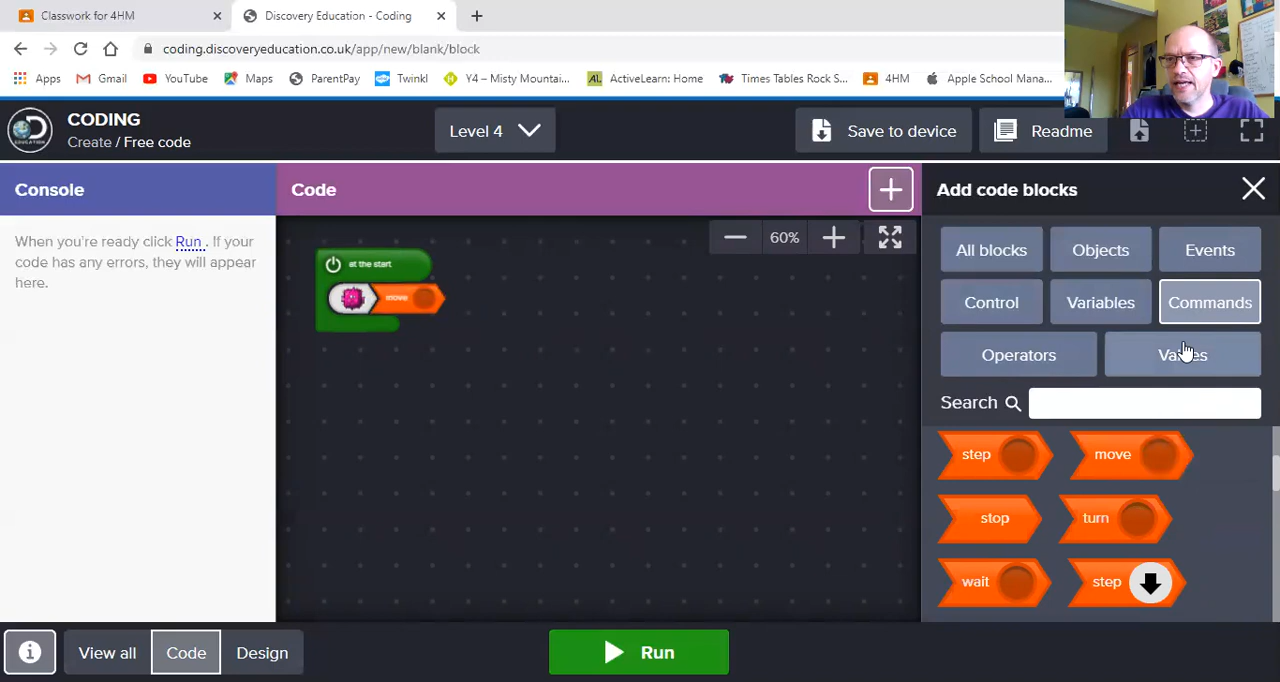 Classwork for 4HM
Discovery Education - Coding
coding.discoveryeducation.co.uk/app/new/blank/block
Apps Gmail YouTube Maps ParentPay Twinkl Y4 – Misty Mountai... ActiveLearn: Home Times Tables Rock S... 4HM Apple School Mana...
CODING
Create / Free code
Level 4
Save to device
Readme
Console
Code
Add code blocks
When you're ready click Run . If your
code has any errors, they will appear
here.
60%
at the start
move
All blocks Objects Events
Control Variables Commands
Operators Values
Search
step move
stop turn
wait step
View all Code Design
Run